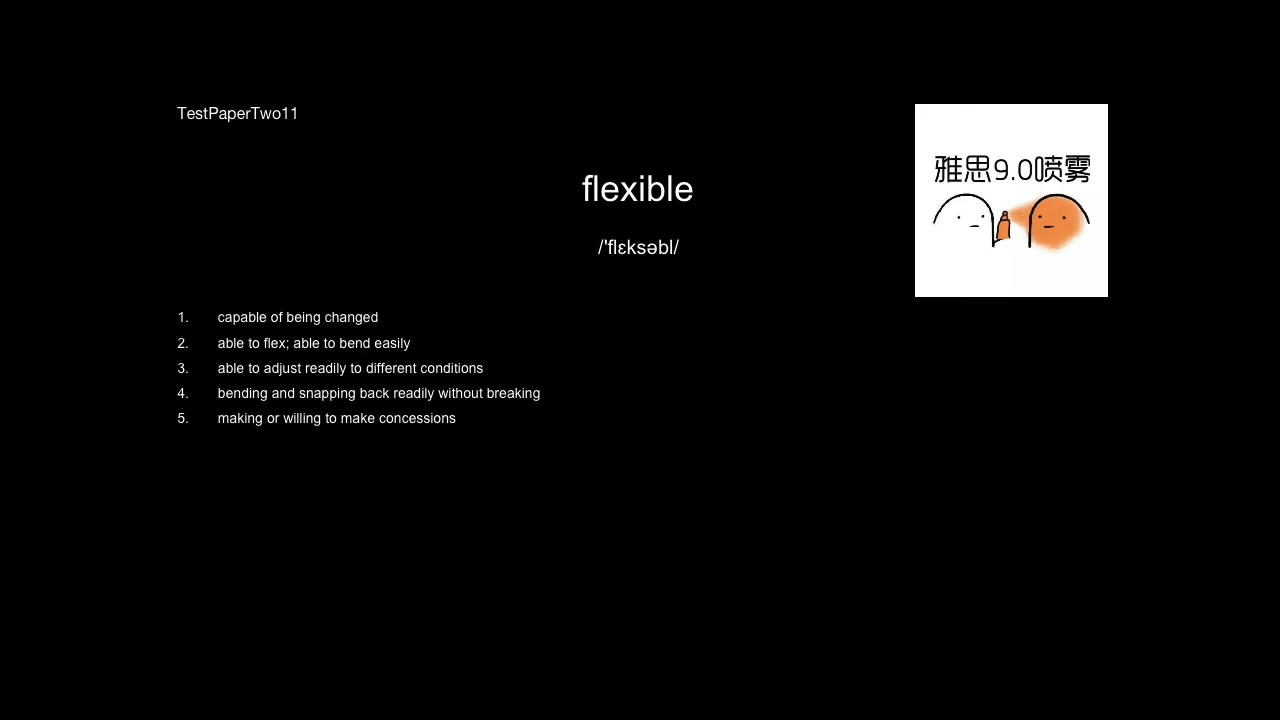 TestPaperTwo11
雅思9.0喷雾
flexible
/'flɛksəbl/
1. capable of being changed
2. able to flex; able to bend easily
3. able to adjust readily to different conditions
4. bending and snapping back readily without breaking
5. making or willing to make concessions